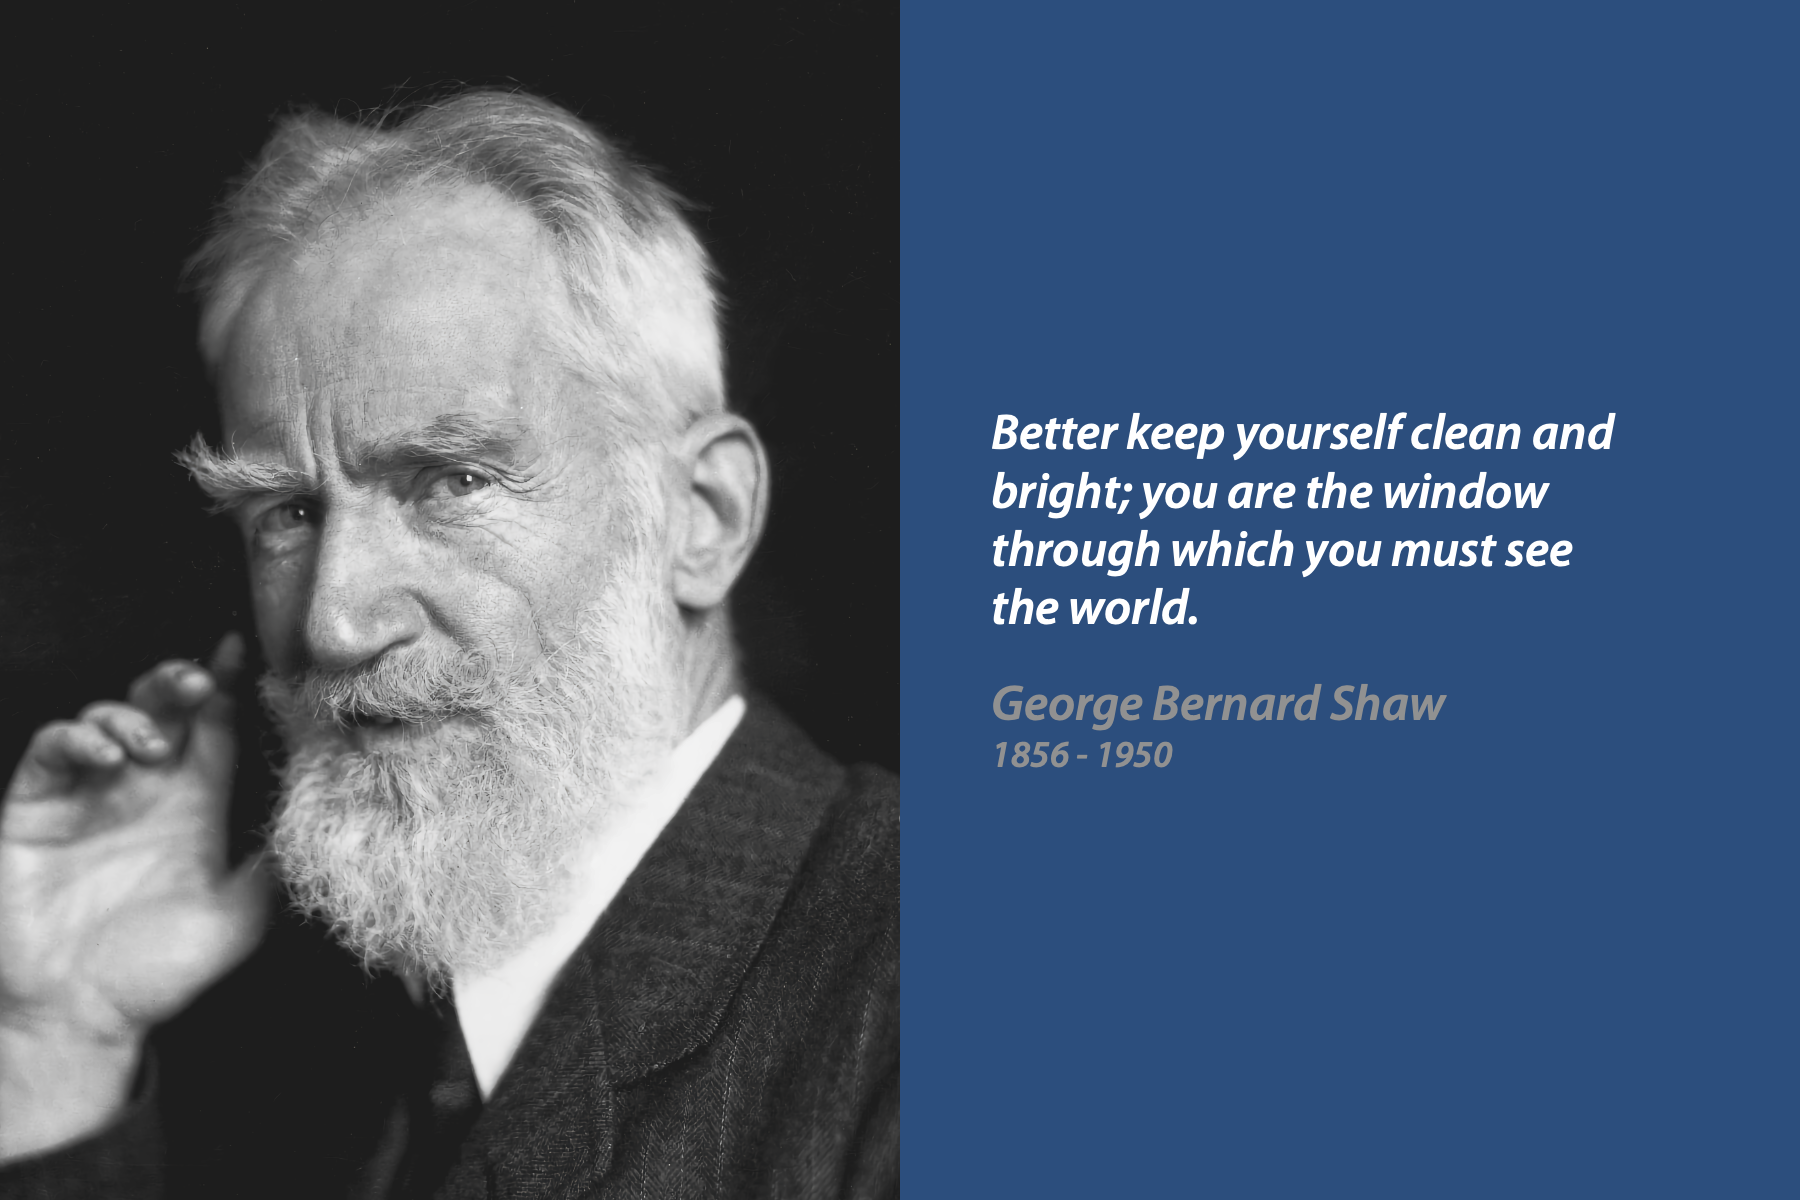 Better keep yourself clean and
bright; you are the window
through which you must see
the world.
George Bernard Shaw
1856 - 1950